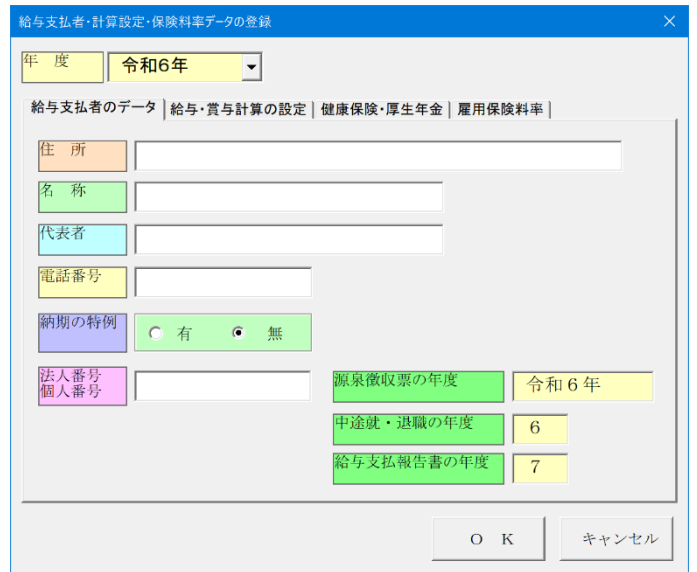 給与支払者・計算設定・保険料率データの登録
年　度
令和6年
給与支払者のデータ
給与・賞与計算の設定
健康保険・厚生年金
雇用保険料率
住　所
名　称
代表者
電話番号
納期の特例
有
無
法人番号
個人番号
源泉徴収票の年度
令和６年
中途就・退職の年度
６
給与支払報告書の年度
７
Ｏ　Ｋ
キャンセル